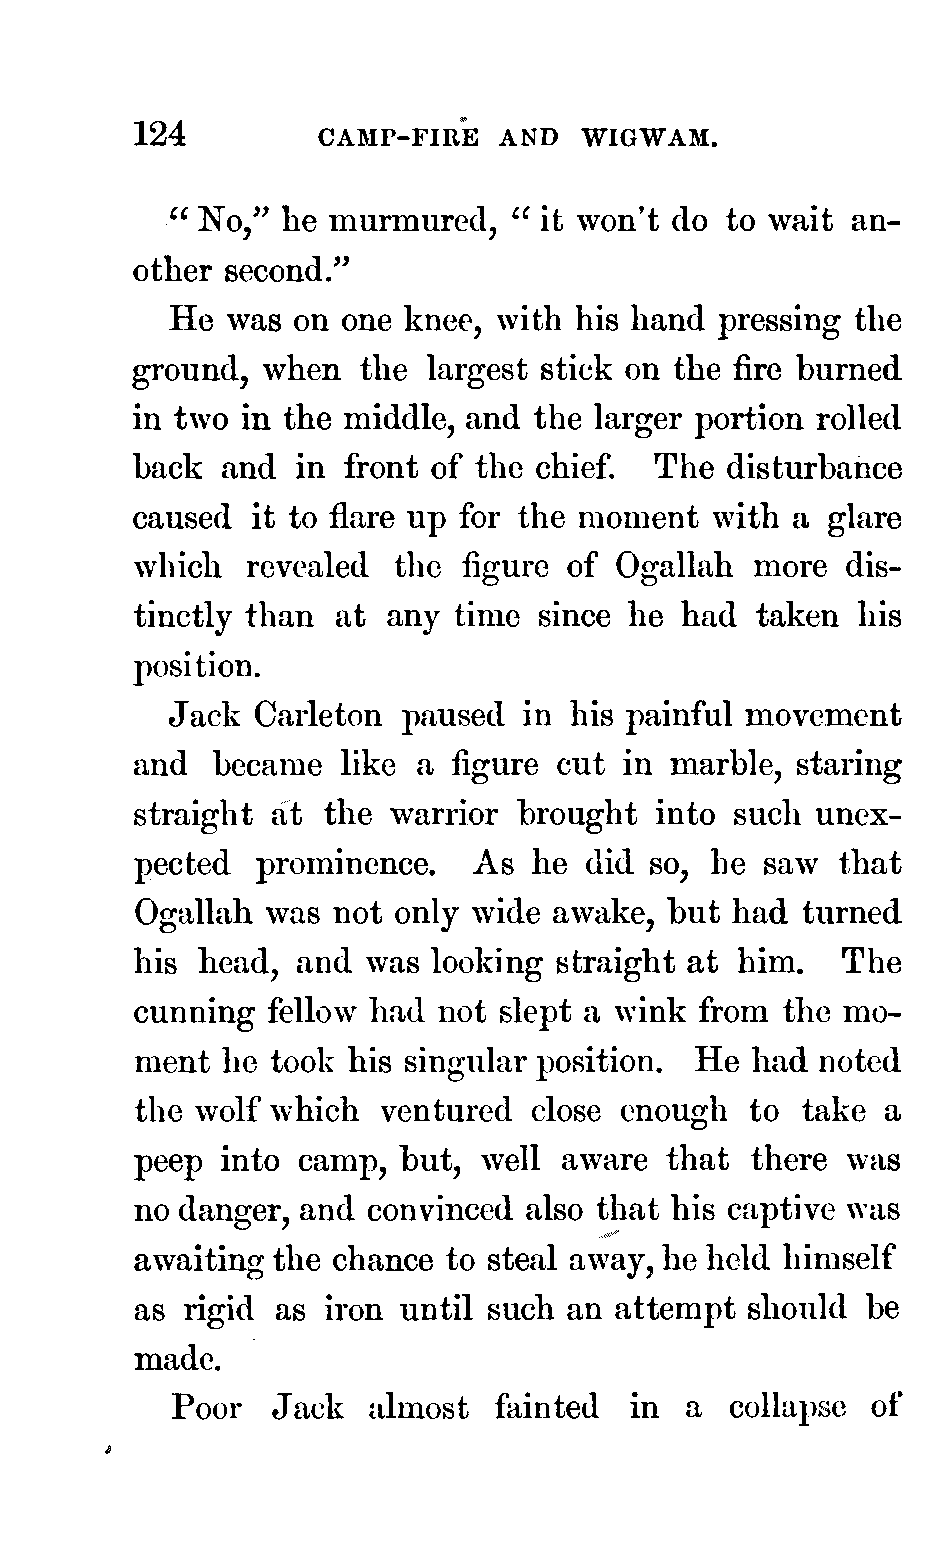 124 CAMP-FIRE AND WIGWAM.
“ No,” he murmured, “ it won’t do to wait an-
other second.”
He was on one knee, with his hand pressing the
ground, when the largest stick on the fire burned
in two in the middle, and the larger portion rolled
back and in front of the chief. The disturbance
caused it to flare up for the moment with a glare
which revealed the figure of Ogallah more dis-
tinctly than at any time since he had taken his
position.
Jack Carleton paused in his painful movement
and became like a figure cut in marble, staring
straight at the warrior brought into such unex-
pected prominence. As he did so, he saw that
Ogallah was not only wide awake, but had turned
his head, and was looking straight at him. The
cunning fellow had not slept a wink from the mo-
ment he took his singular position. He had noted
the wolf which ventured close enough to take a
peep into camp, but, well aware that there was
no danger, and convinced also that his captive was
awaiting the chance to steal away, he held himself
as rigid as iron until such an attempt should be
made.
Poor Jack almost fainted in a collapse of